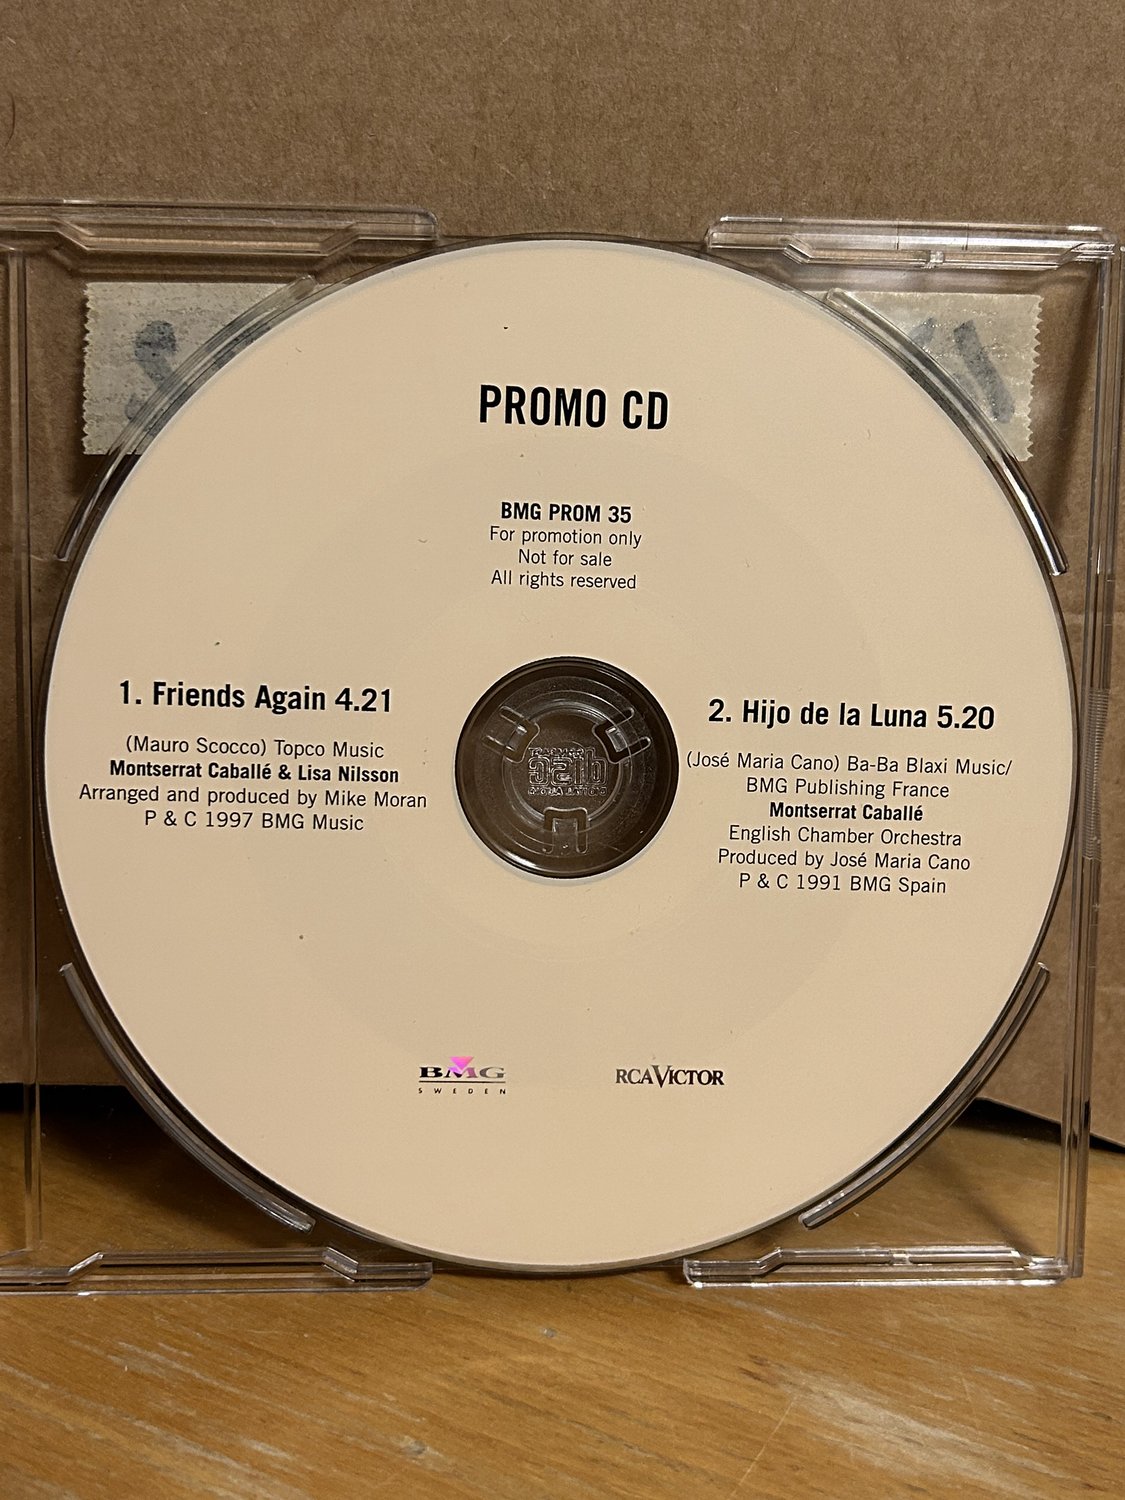 PROMO CD
BMG PROM 35
For promotion only
Not for sale
All rights reserved
1. Friends Again 4.21
(Mauro Scocco) Topco Music
Montserrat Caballé & Lisa Nilsson
Arranged and produced by Mike Moran
P & C 1997 BMG Music
2. Hijo de la Luna 5.20
(José Maria Cano) Ba-Ba Blaxi Music/
BMG Publishing France
Montserrat Caballé
English Chamber Orchestra
Produced by José Maria Cano
P & C 1991 BMG Spain
BMG
SWEDEN
RCA VICTOR